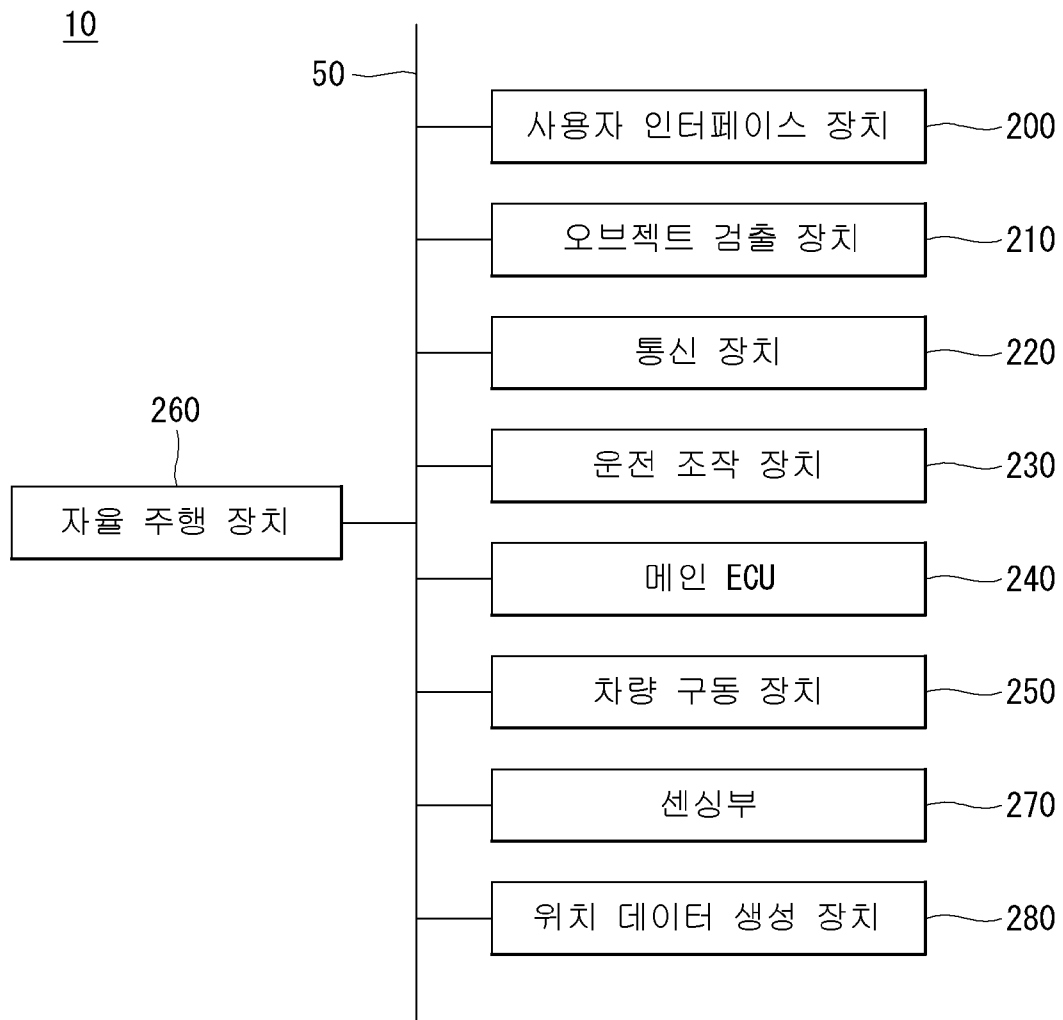 10
50
사용자 인터페이스 장치
200
오브젝트 검출 장치
210
통신 장치
220
260
운전 조작 장치
230
자율 주행 장치
메인 ECU
240
차량 구동 장치
250
센싱부
270
위치 데이터 생성 장치
280